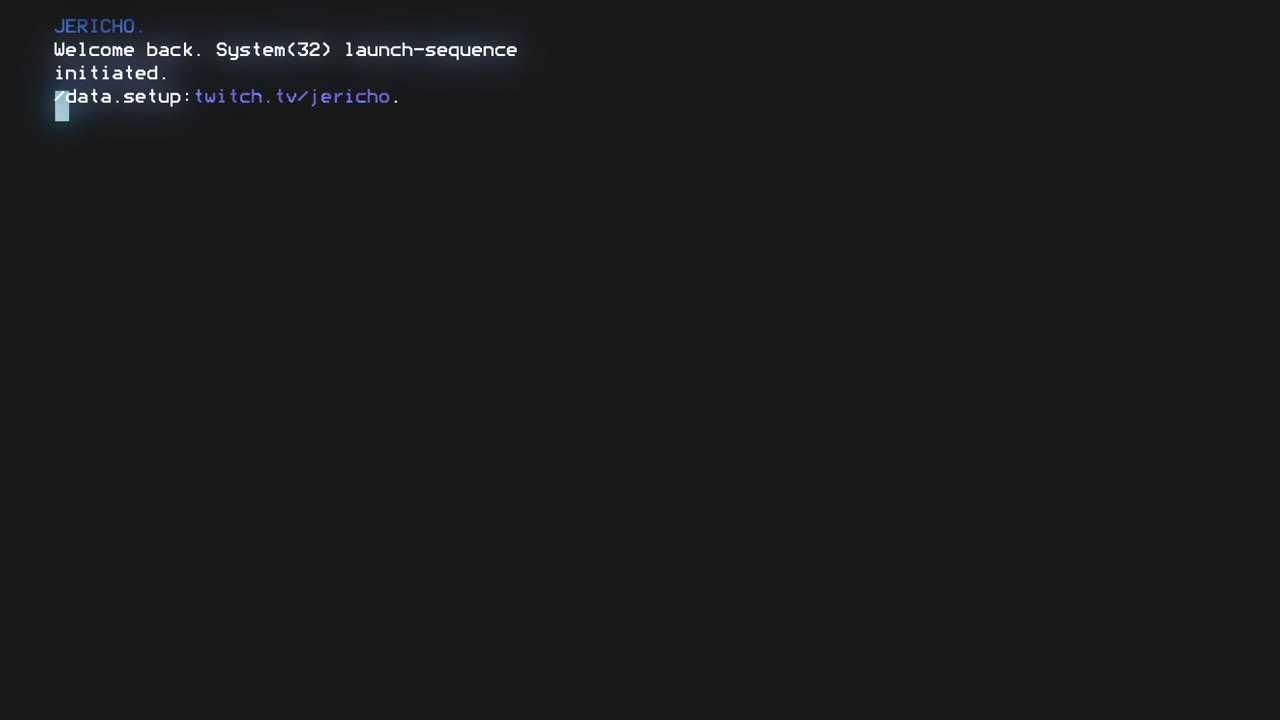 JERICHO.
Welcome back. System(32) launch-sequence
initiated.
/data.setup:twitch.tv/jericho.